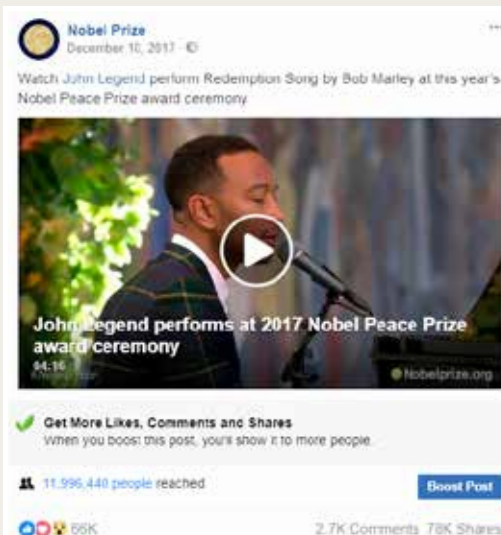 Nobel Prize
December 10, 2017 ·
Watch John Legend perform Redemption Song by Bob Marley at this year's
Nobel Peace Prize award ceremony
John Legend performs at 2017 Nobel Peace Prize
award ceremony
04:16
Nobelprize.org
Get More Likes, Comments and Shares
When you boost this post, you'll show it to more people.
11,996,440 people reached
Boost Post
66K
2.7K Comments 78K Shares